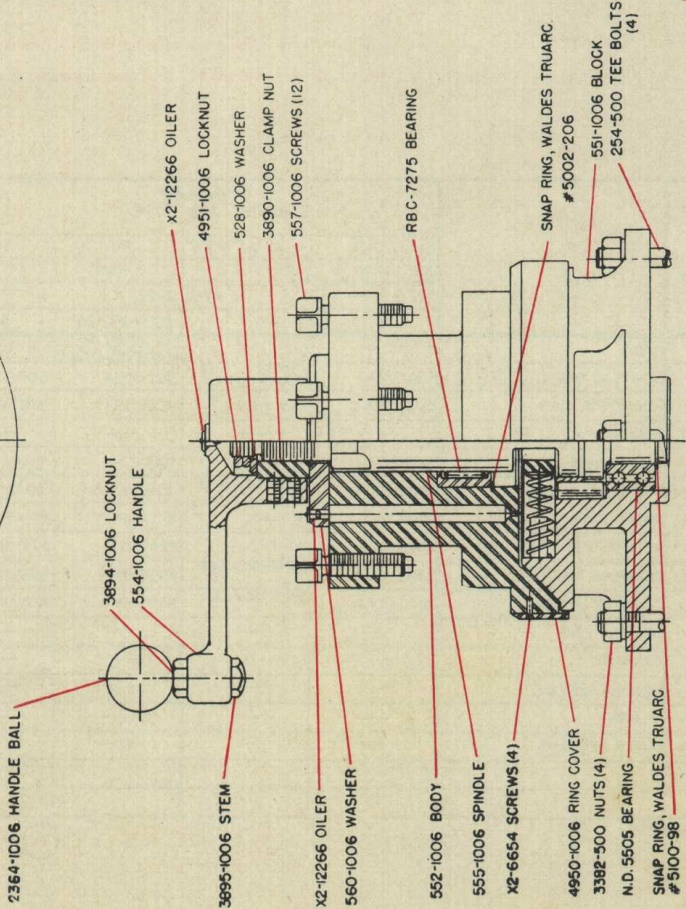 2364-1006 HANDLE BALL
3894-1006 LOCKNUT
554-1006 HANDLE
3895-1006 STEM
X2-12266 OILER
560-1006 WASHER
552-1006 BODY
555-1006 SPINDLE
X2-6654 SCREWS (4)
4950-1006 RING COVER
3382-500 NUTS (4)
N.D. 5505 BEARING
SNAP RING, WALDES TRUARC
#5100-98
X2-12266 OILER
4951-1006 LOCKNUT
528-1006 WASHER
3890-1006 CLAMP NUT
557-1006 SCREWS (12)
RBC-7275 BEARING
SNAP RING, WALDES TRUARC
#5002-206
551-1006 BLOCK
254-500 TEE BOLTS
(4)